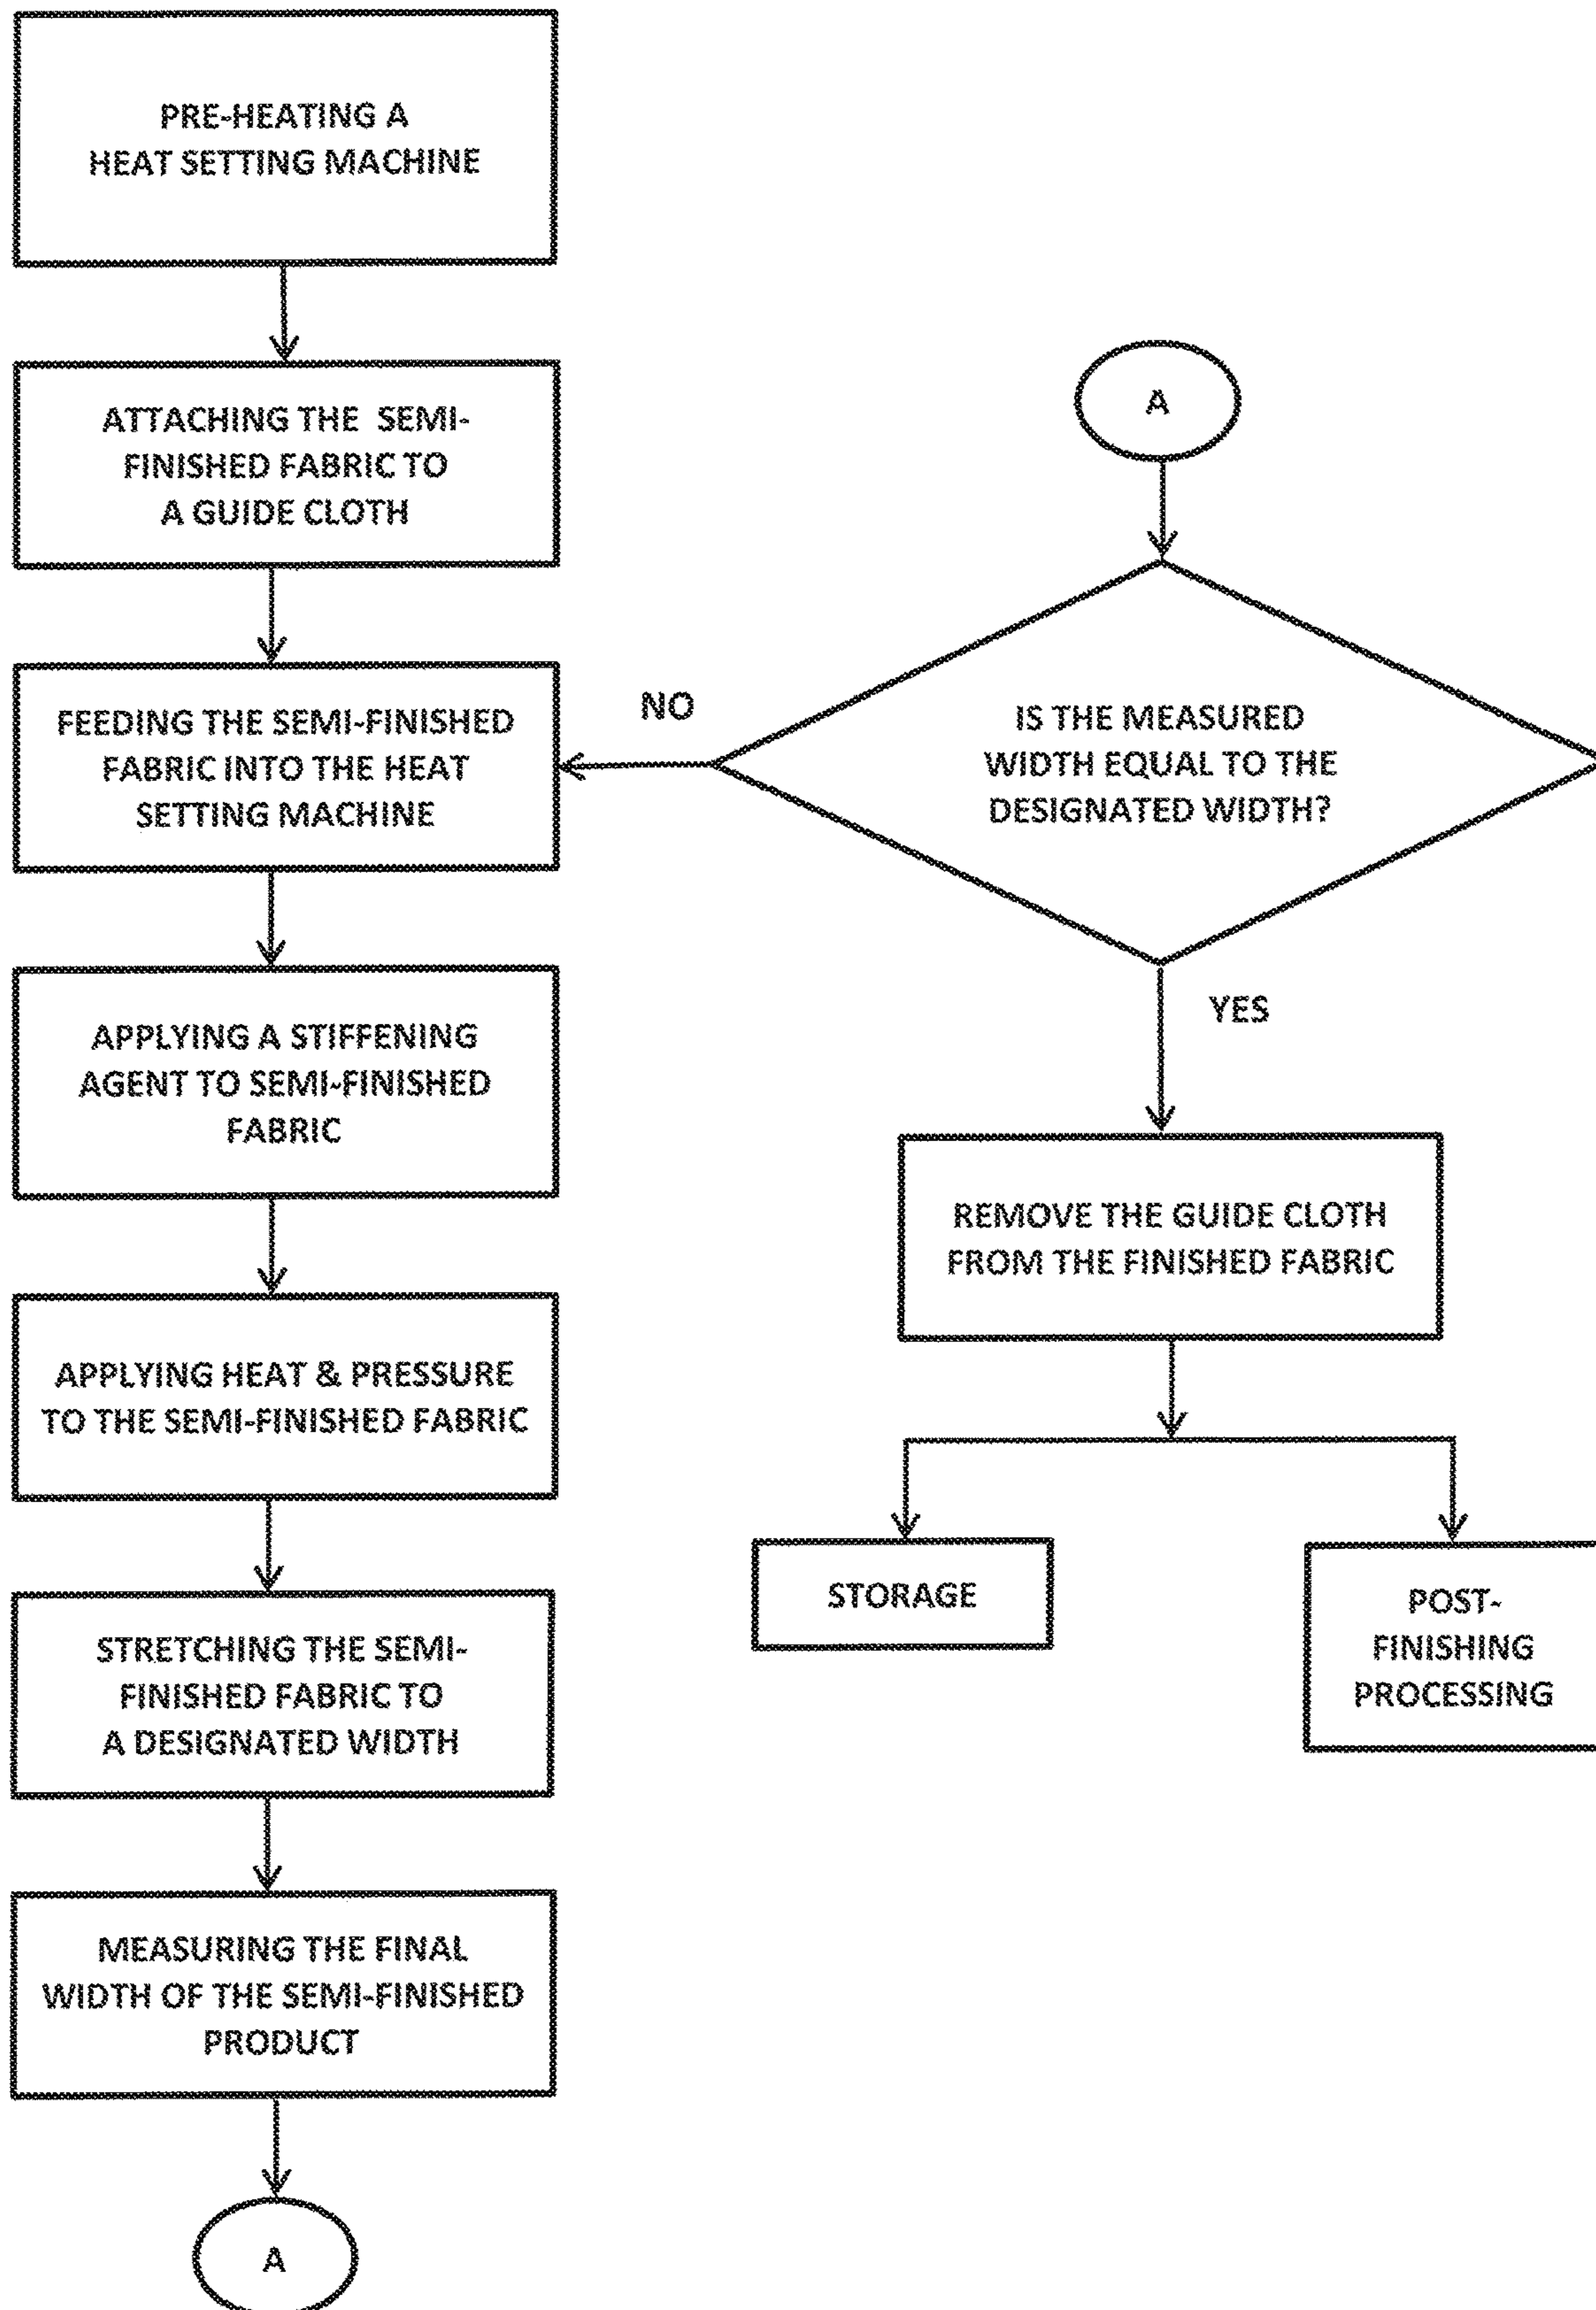 PRE-HEATING A
HEAT SETTING MACHINE
ATTACHING THE SEMI-
FINISHED FABRIC TO
A GUIDE CLOTH
FEEDING THE SEMI-FINISHED
FABRIC INTO THE HEAT
SETTING MACHINE
APPLYING A STIFFENING
AGENT TO SEMI-FINISHED
FABRIC
APPLYING HEAT & PRESSURE
TO THE SEMI-FINISHED FABRIC
STRETCHING THE SEMI-
FINISHED FABRIC TO
A DESIGNATED WIDTH
MEASURING THE FINAL
WIDTH OF THE SEMI-FINISHED
PRODUCT
A
A
IS THE MEASURED
WIDTH EQUAL TO THE
DESIGNATED WIDTH?
NO
YES
REMOVE THE GUIDE CLOTH
FROM THE FINISHED FABRIC
STORAGE
POST-
FINISHING
PROCESSING